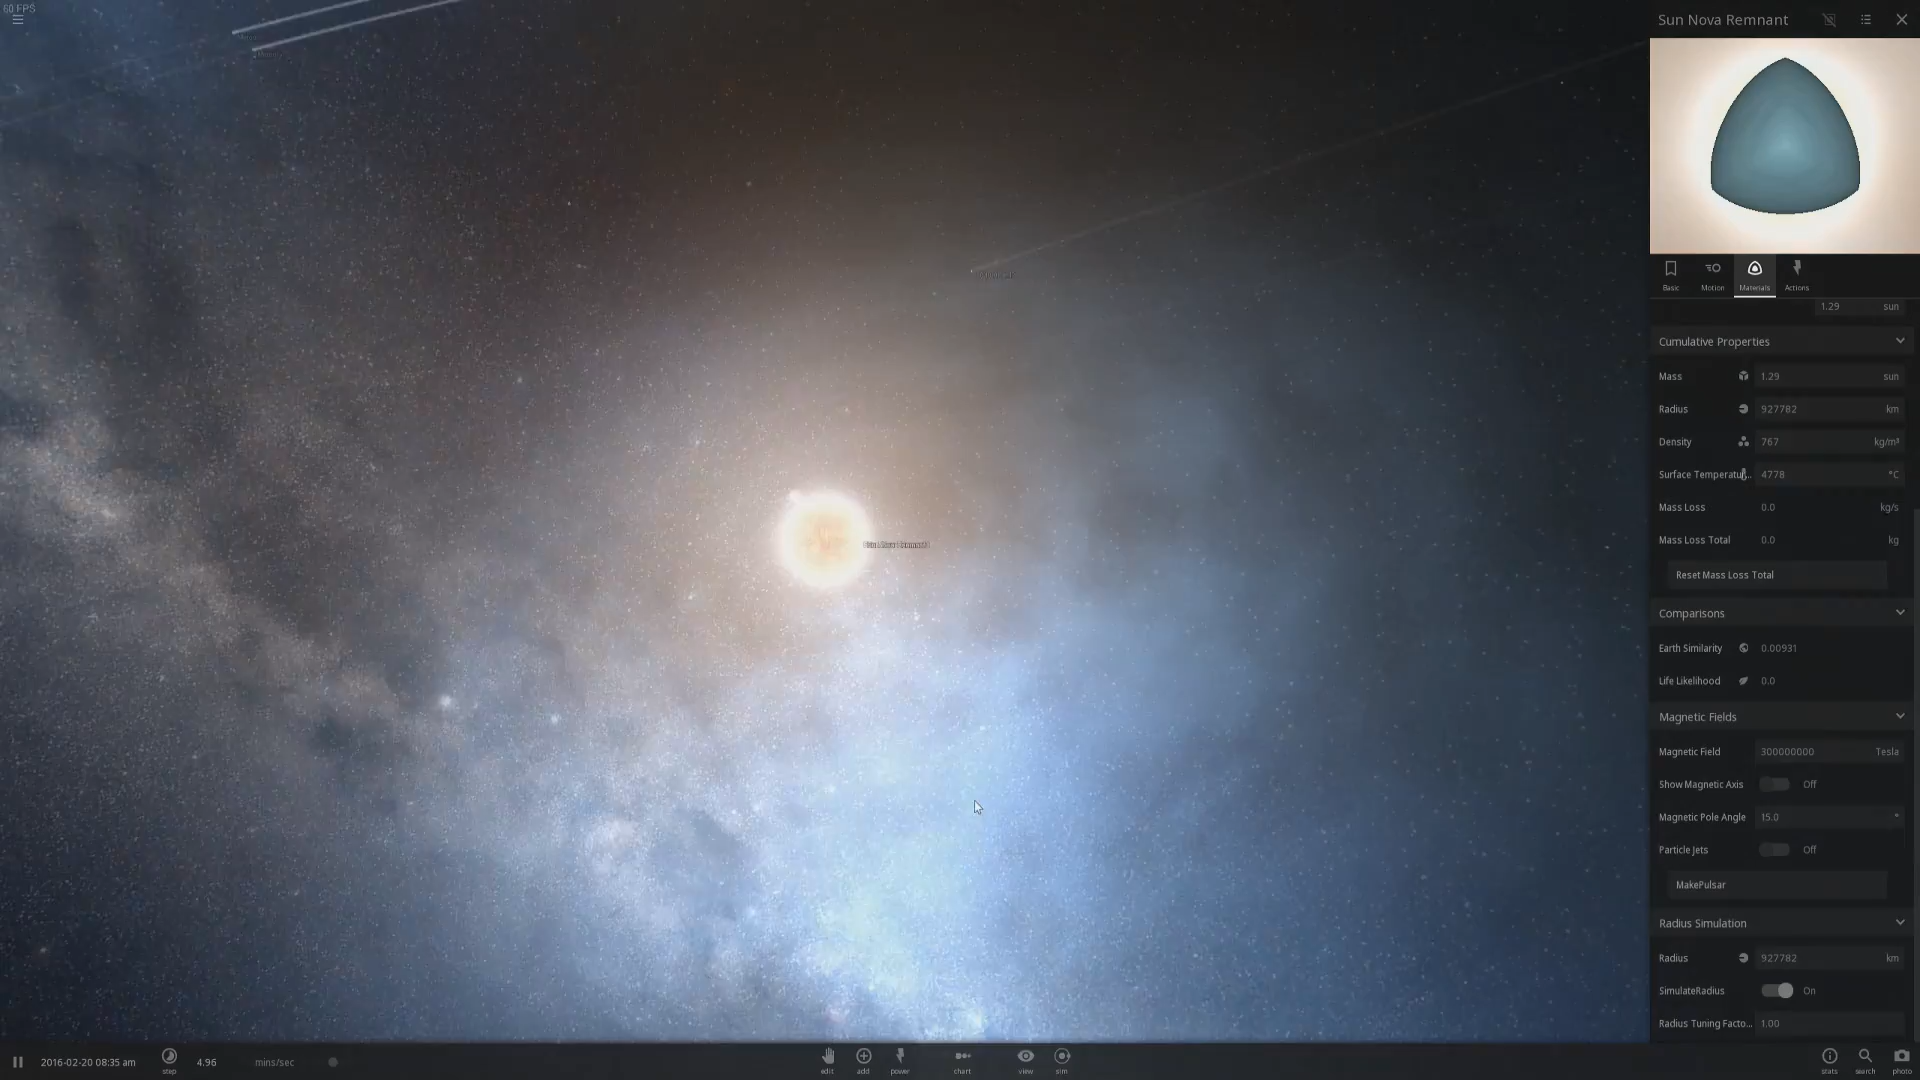 60 FPS
Sun Nova Remnant
Basic
Motion
Materials
Actions
1.29 sun
Cumulative Properties
Mass 1.29 sun
Radius 927782 km
Density 767 kg/m³
Surface Temperatu... 4778 °C
Mass Loss 0.0 kg/s
Mass Loss Total 0.0 kg
Reset Mass Loss Total
Comparisons
Earth Similarity 0.00931
Life Likelihood 0.0
Magnetic Fields
Magnetic Field 300000000 Tesla
Show Magnetic Axis Off
Magnetic Pole Angle 15.0 °
Particle Jets Off
MakePulsar
Radius Simulation
Radius 927782 km
SimulateRadius On
Radius Tuning Facto... 1.00
2016-02-20 08:35 am
step
4.96 mins/sec
edit
add
power
chart
view
sim
stats
search
photo